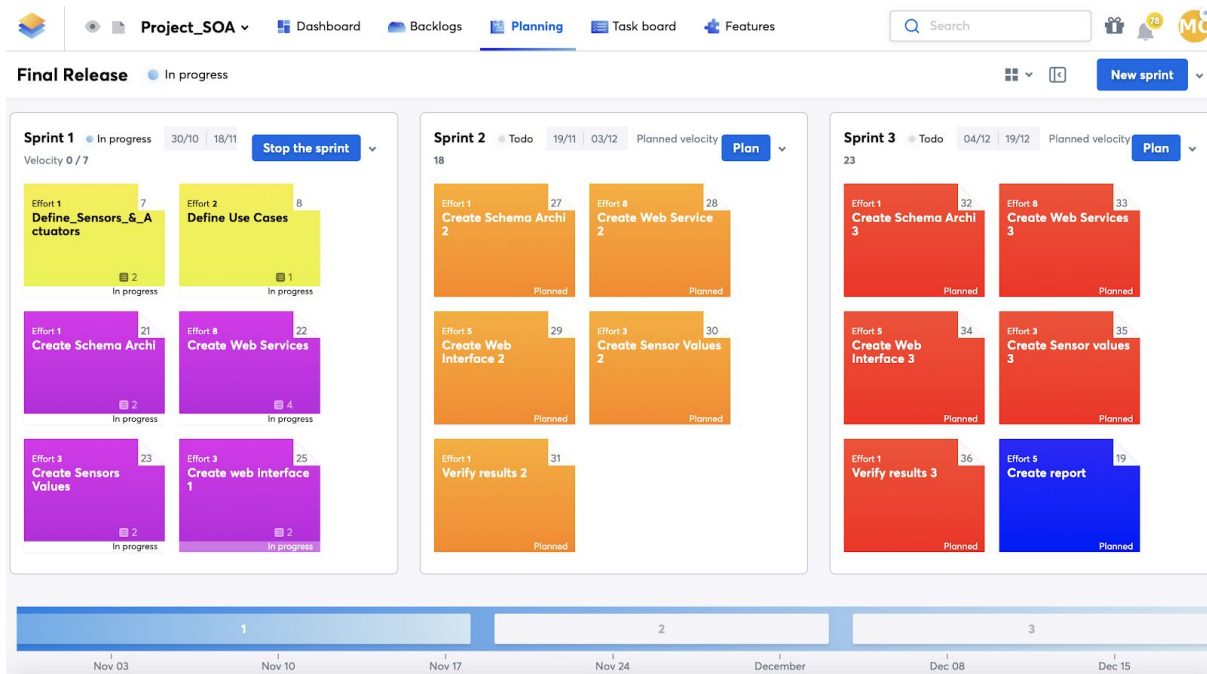 Project_SOA
Dashboard
Backlogs
Planning
Task board
Features
Search
78
Final Release
In progress
New sprint
Sprint 1
In progress
30/10 18/11
Stop the sprint
Velocity 0 / 7
Effort 1
7
Define_Sensors_&_A
ctuators
2
In progress
Effort 2
8
Define Use Cases
1
In progress
Effort 1
21
Create Schema Archi
2
In progress
Effort 8
22
Create Web Services
4
In progress
Effort 3
23
Create Sensors
Values
2
In progress
Effort 3
25
Create web interface
1
2
In progress
Sprint 2
Todo
19/11 03/12
Planned velocity
18
Plan
Effort 1
27
Create Schema Archi
2
Planned
Effort 8
28
Create Web Service
2
Planned
Effort 5
29
Create Web
Interface 2
Planned
Effort 3
30
Create Sensor Values
2
Planned
Effort 1
31
Verify results 2
Planned
Sprint 3
Todo
04/12 19/12
Planned velocity
23
Plan
Effort 1
32
Create Schema Archi
3
Planned
Effort 8
33
Create Web Services
3
Planned
Effort 5
34
Create Web
Interface 3
Planned
Effort 3
35
Create Sensor values
3
Planned
Effort 1
36
Verify results 3
Planned
Effort 5
19
Create report
Planned
1
2
3
Nov 03
Nov 10
Nov 17
Nov 24
December
Dec 08
Dec 15